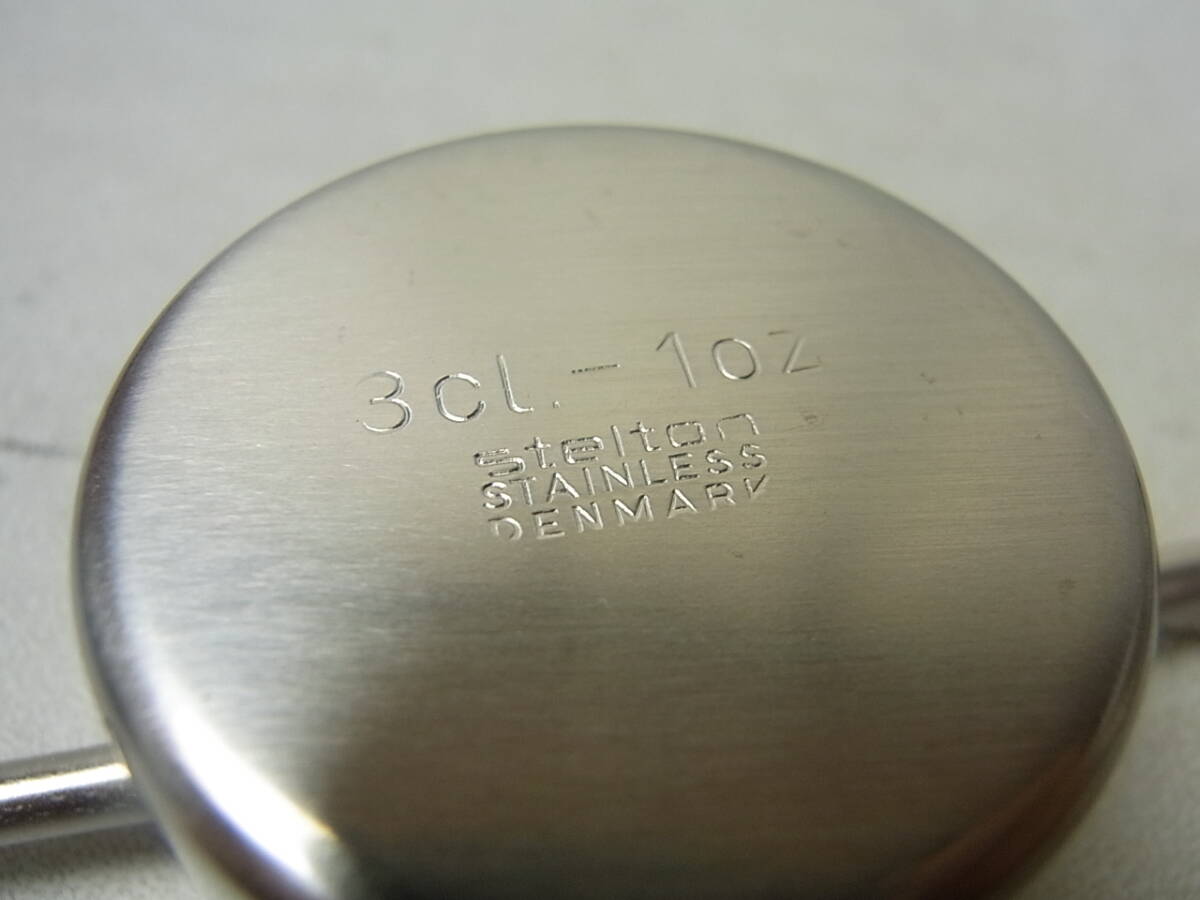 3cl. – 1oz
stelton
STAINLESS
DENMARK